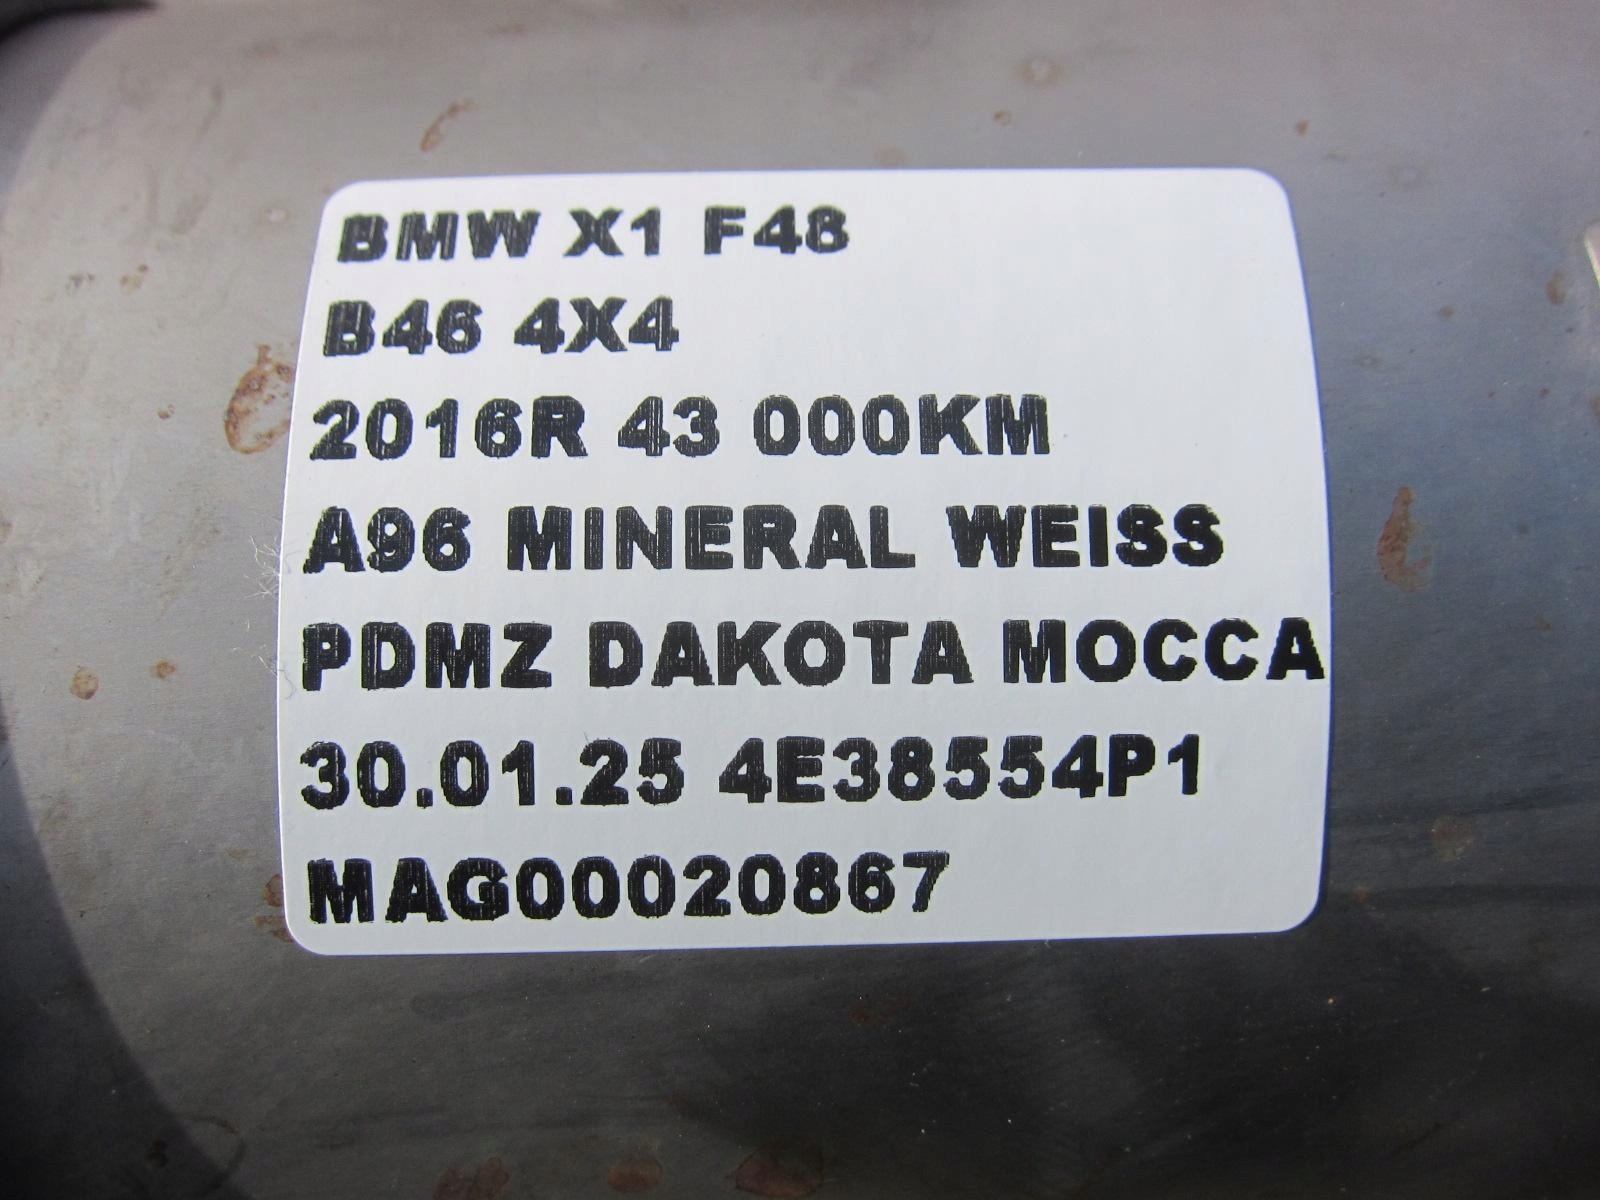 BMW X1 F48
B46 4X4
2016R 43 000KM
A96 MINERAL WEISS
PDMZ DAKOTA MOCCA
30.01.25 4E38554P1
MAG00020867